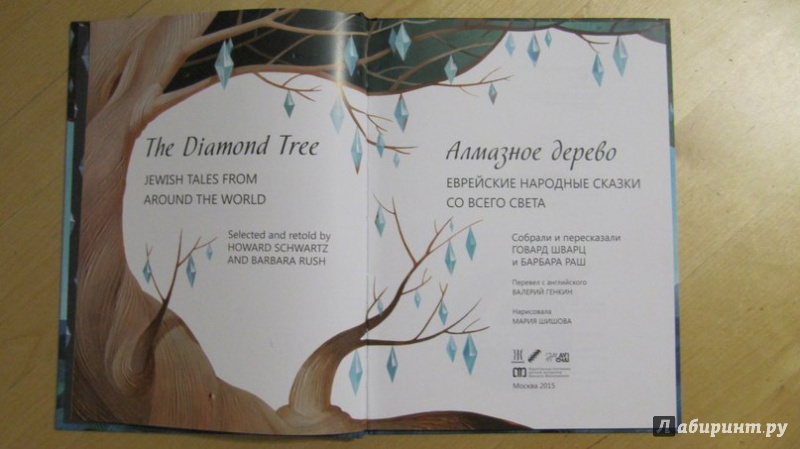 The Diamond Tree
JEWISH TALES FROM
AROUND THE WORLD
Selected and retold by
HOWARD SCHWARTZ
AND BARBARA RUSH
Алмазное дерево
ЕВРЕЙСКИЕ НАРОДНЫЕ СКАЗКИ
СО ВСЕГО СВЕТА
Собрали и пересказали
ГОВАРД ШВАРЦ
и БАРБАРА РАШ
Перевел с английского
ВАЛЕРИЙ ГЕНКИН
Нарисовала
МАРИЯ ШИШОВА
Москва 2015
Лабиринт.ру